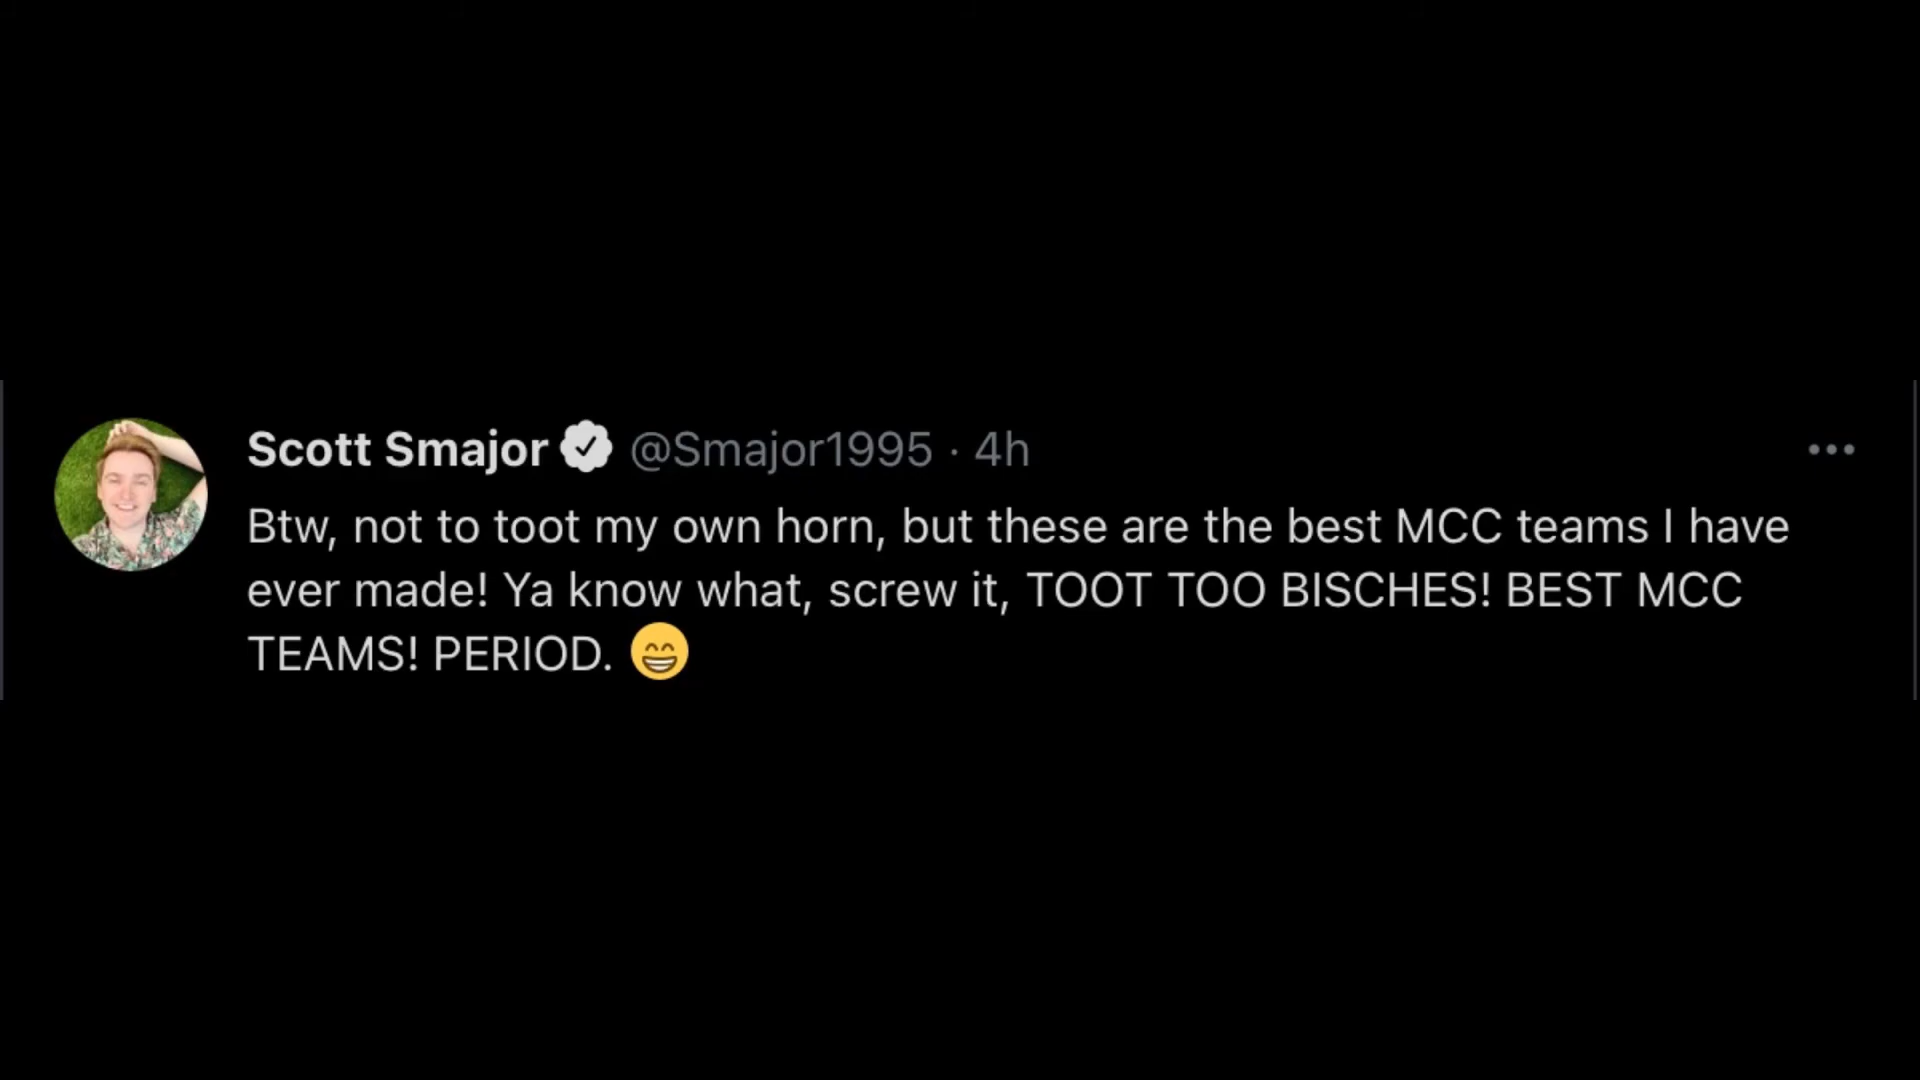 Scott Smajor @Smajor1995 · 4h
Btw, not to toot my own horn, but these are the best MCC teams I have
ever made! Ya know what, screw it, TOOT TOO BISCHES! BEST MCC
TEAMS! PERIOD. 😁